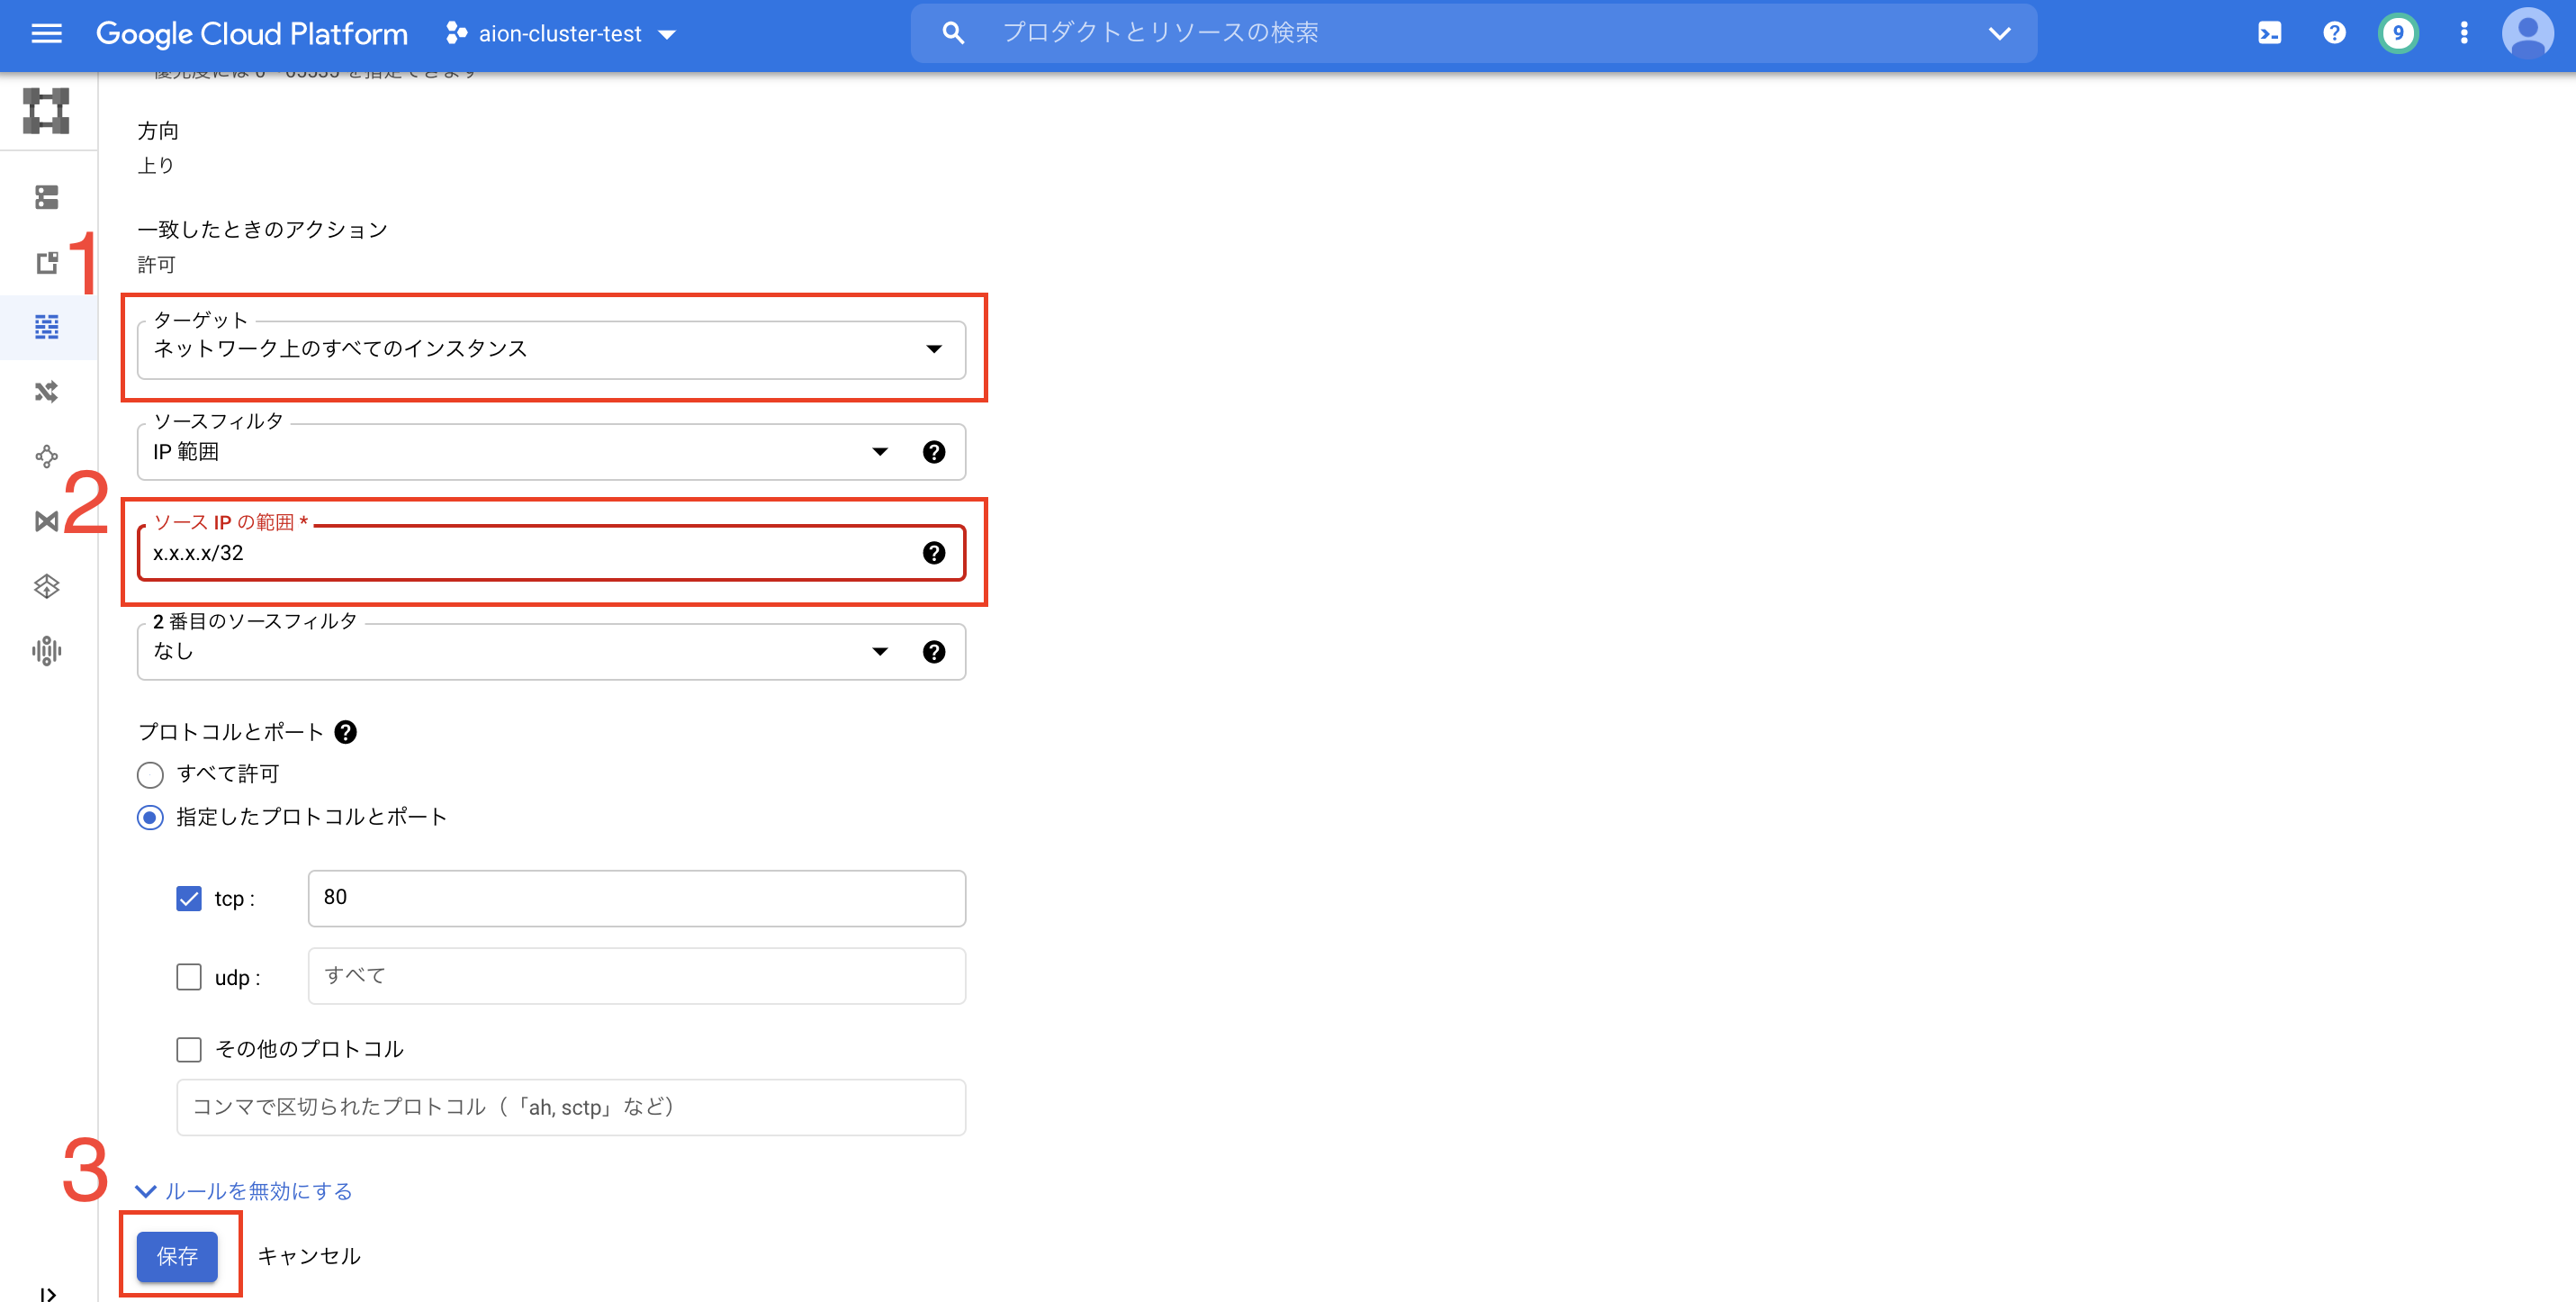 Google Cloud Platform
aion-cluster-test
プロダクトとリソースの検索
9
方向
上り
一致したときのアクション
許可
1
ターゲット
ネットワーク上のすべてのインスタンス
ソースフィルタ
IP 範囲
2
ソース IP の範囲 *
x.x.x.x/32
2 番目のソースフィルタ
なし
プロトコルとポート
すべて許可
指定したプロトコルとポート
tcp :
80
udp :
すべて
その他のプロトコル
コンマで区切られたプロトコル（「ah, sctp」など）
3
ルールを無効にする
保存
キャンセル